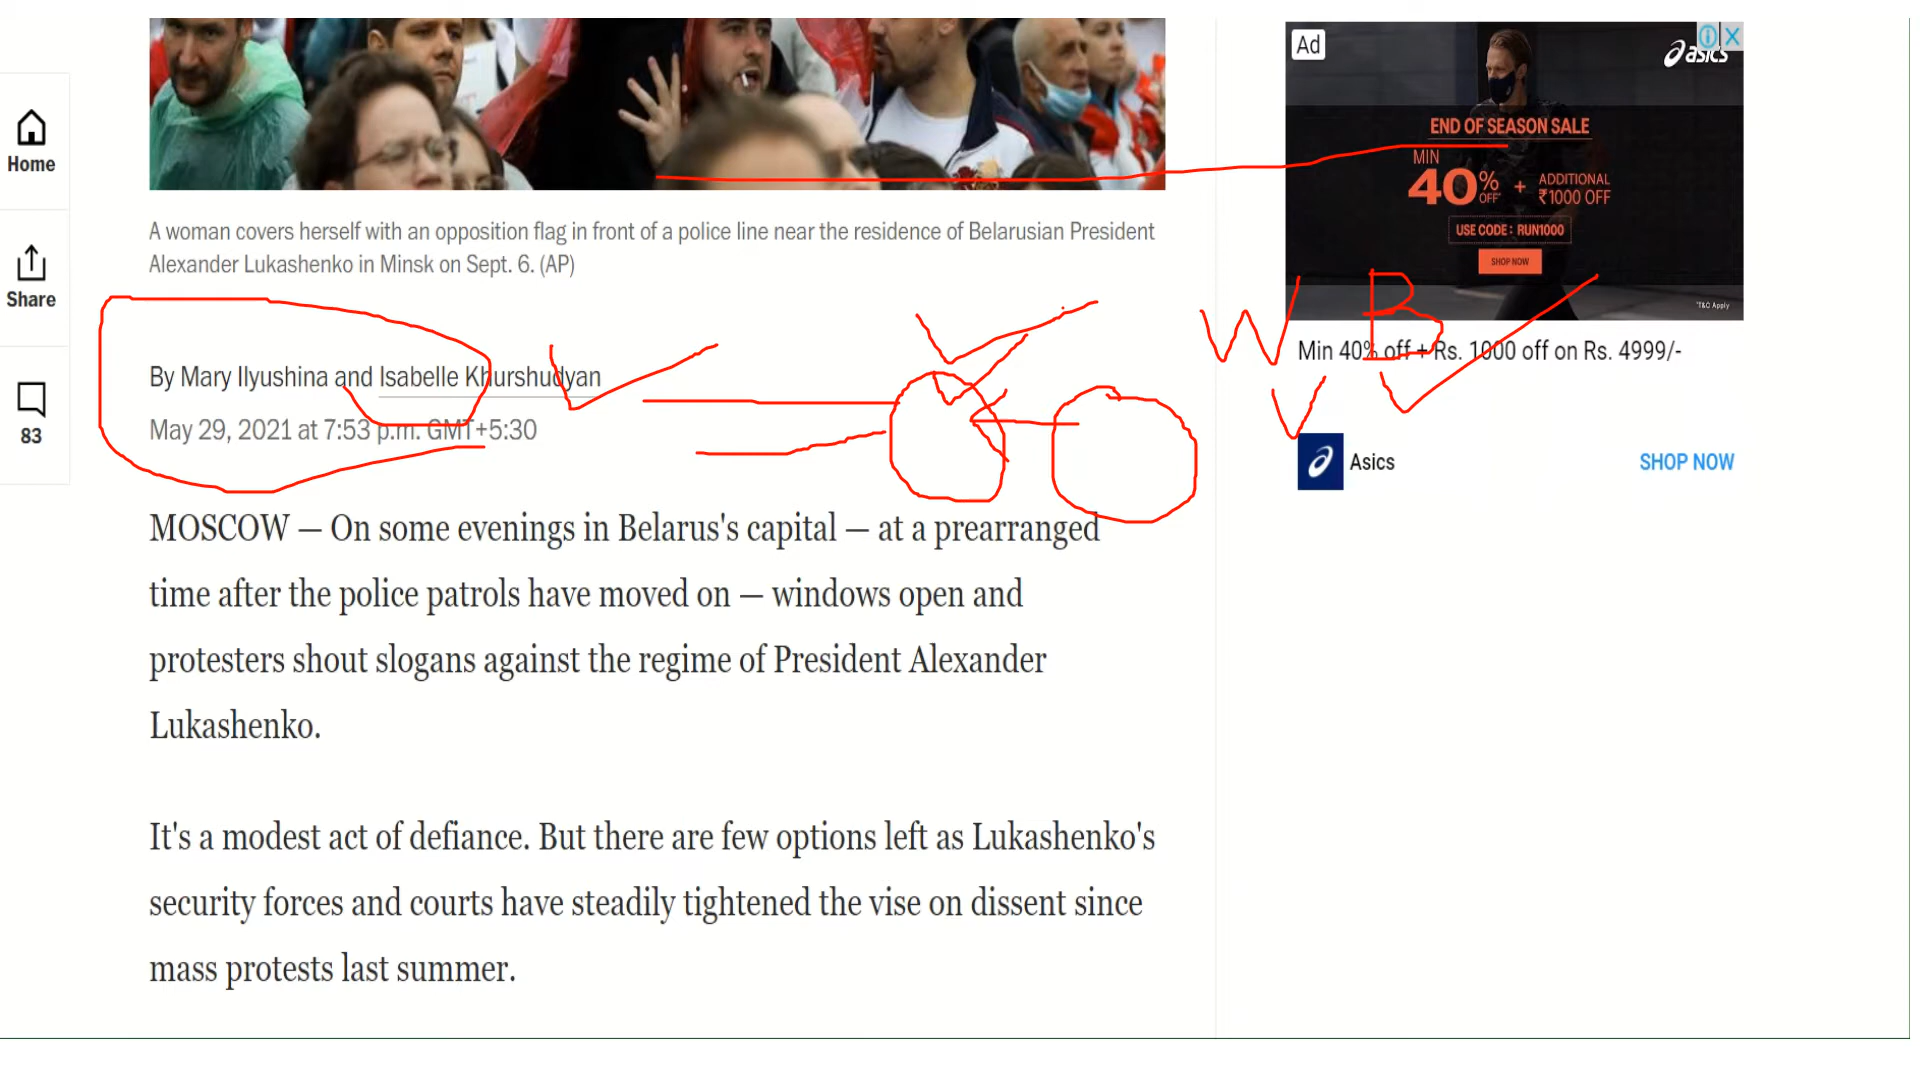 Home
Share
83
A woman covers herself with an opposition flag in front of a police line near the residence of Belarusian President
Alexander Lukashenko in Minsk on Sept. 6. (AP)
By Mary Ilyushina and Isabelle Khurshudyan
May 29, 2021 at 7:53 p.m. GMT+5:30
MOSCOW — On some evenings in Belarus's capital — at a prearranged
time after the police patrols have moved on — windows open and
protesters shout slogans against the regime of President Alexander
Lukashenko.
It's a modest act of defiance. But there are few options left as Lukashenko's
security forces and courts have steadily tightened the vise on dissent since
mass protests last summer.
Ad
asics
END OF SEASON SALE
MIN
40% OFF* + ADDITIONAL
₹1000 OFF
USE CODE : RUN1000
SHOP NOW
*T&C Apply
W B
Min 40% off + Rs. 1000 off on Rs. 4999/-
Asics
SHOP NOW